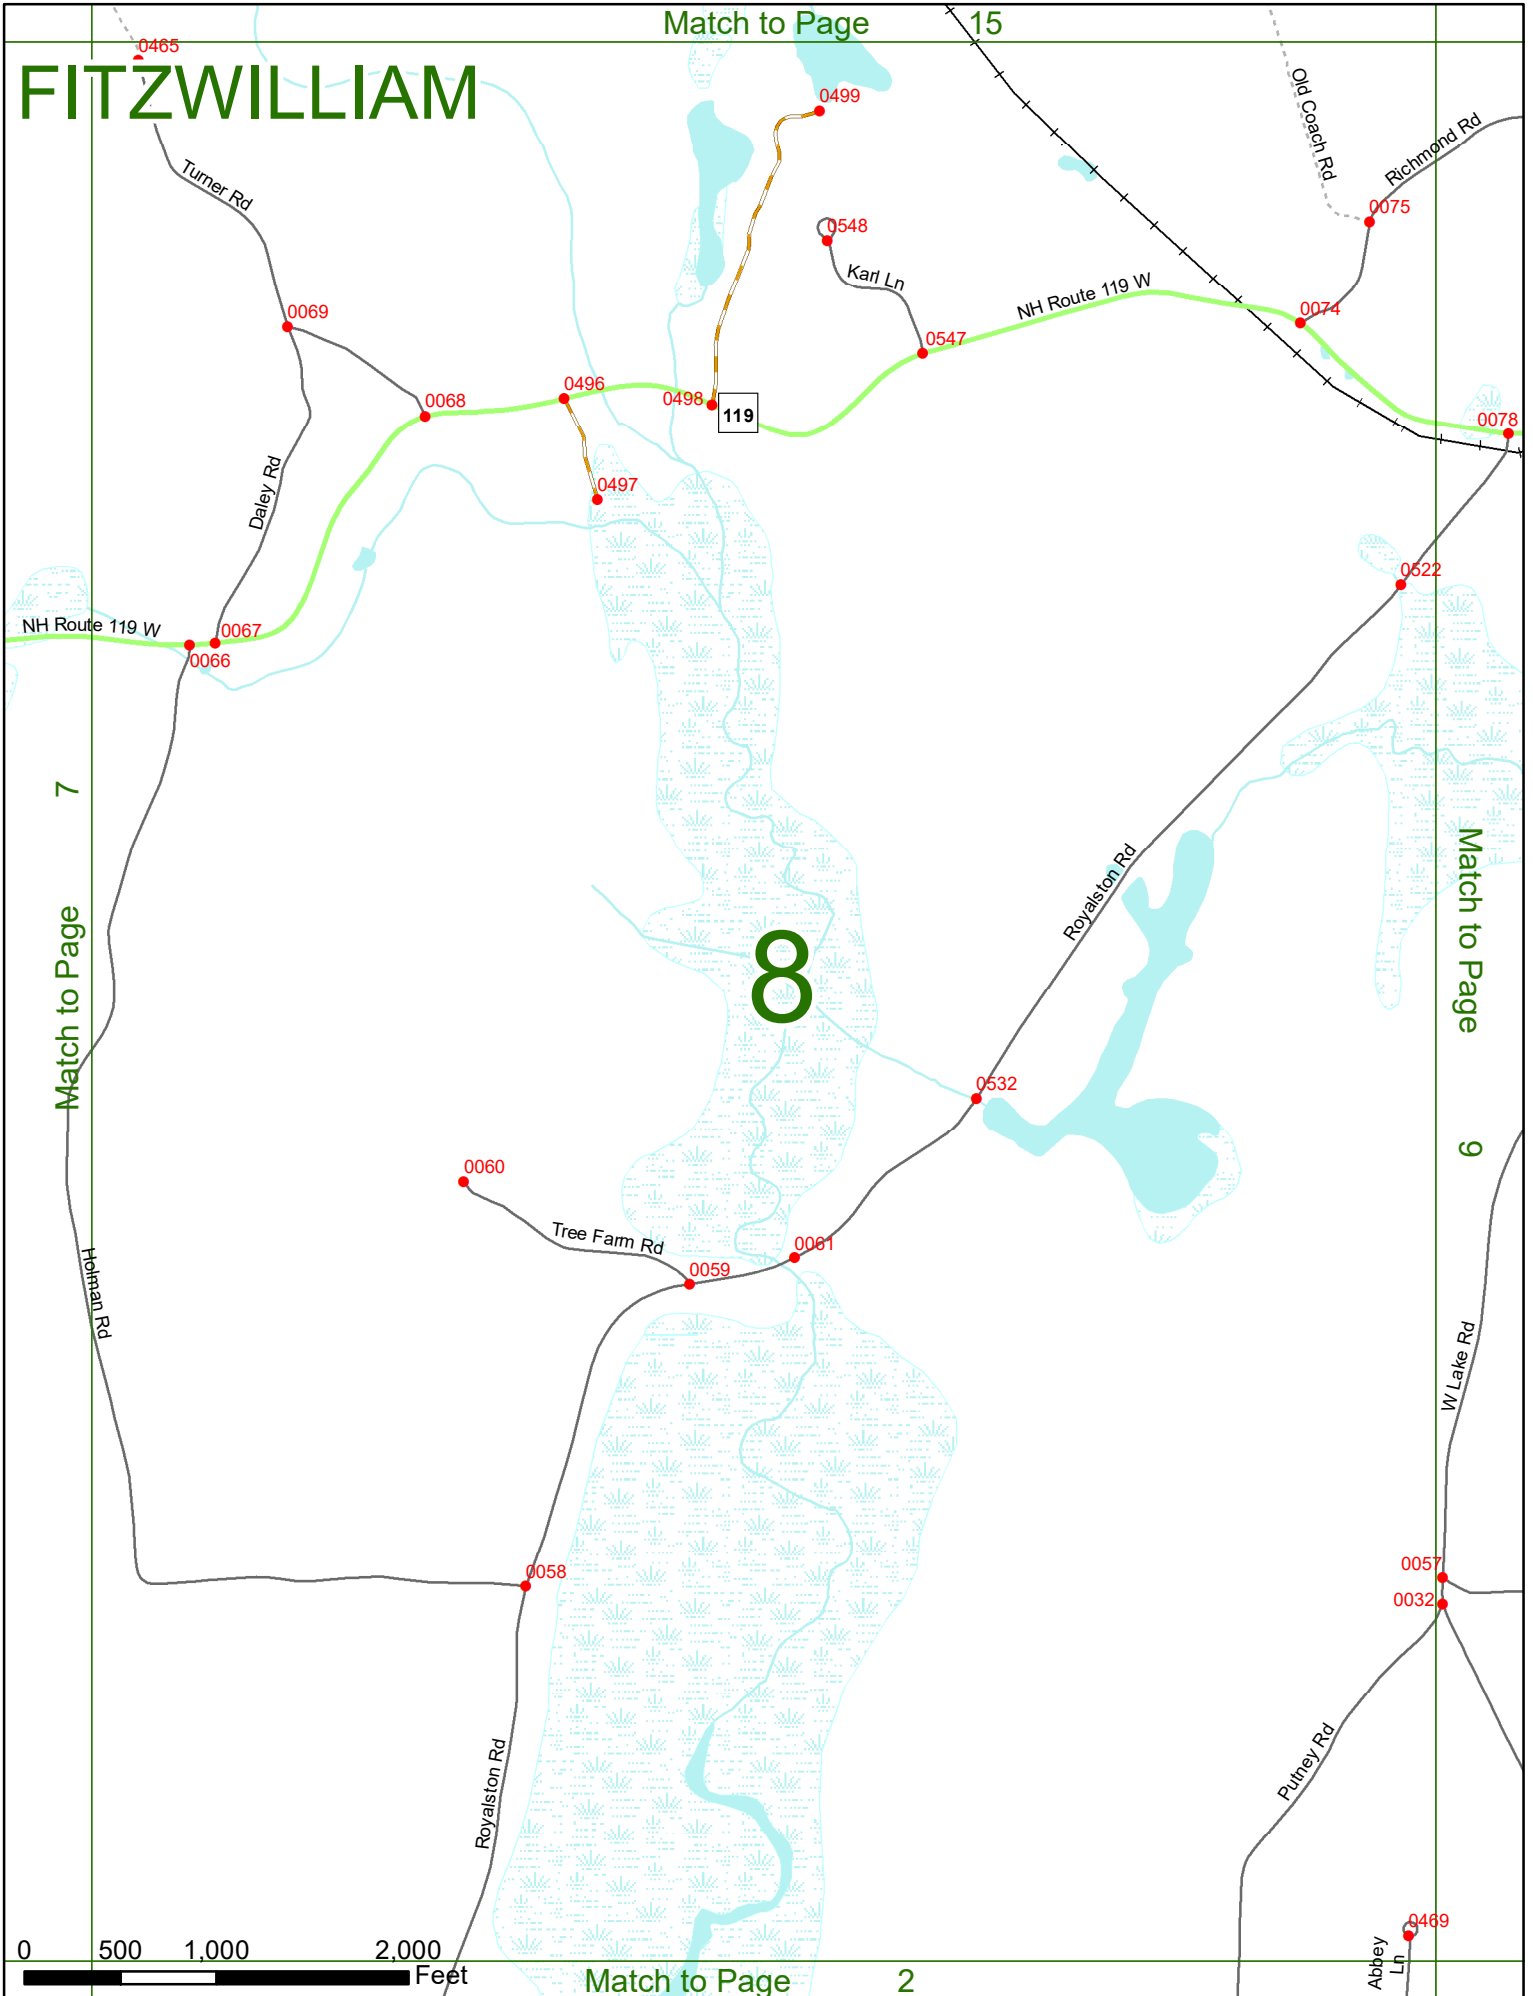 Match to Page 15
0465
FITZWILLIAM
0499
Old Coach Rd
Richmond Rd
Turner Rd
0075
0548
Karl Ln
NH Route 119 W
0074
0069
0547
0496
0498
119
0068
0078
Daley Rd
0497
0522
NH Route 119 W
0067
0066
7
Match to Page
Royalston Rd
Match to Page
9
8
0532
0060
Tree Farm Rd
0061
0059
Holman Rd
W Lake Rd
0058
0057
0032
Royalston Rd
Putney Rd
0469
Abbey
Ln
0 500 1,000 2,000
Feet
Match to Page 2